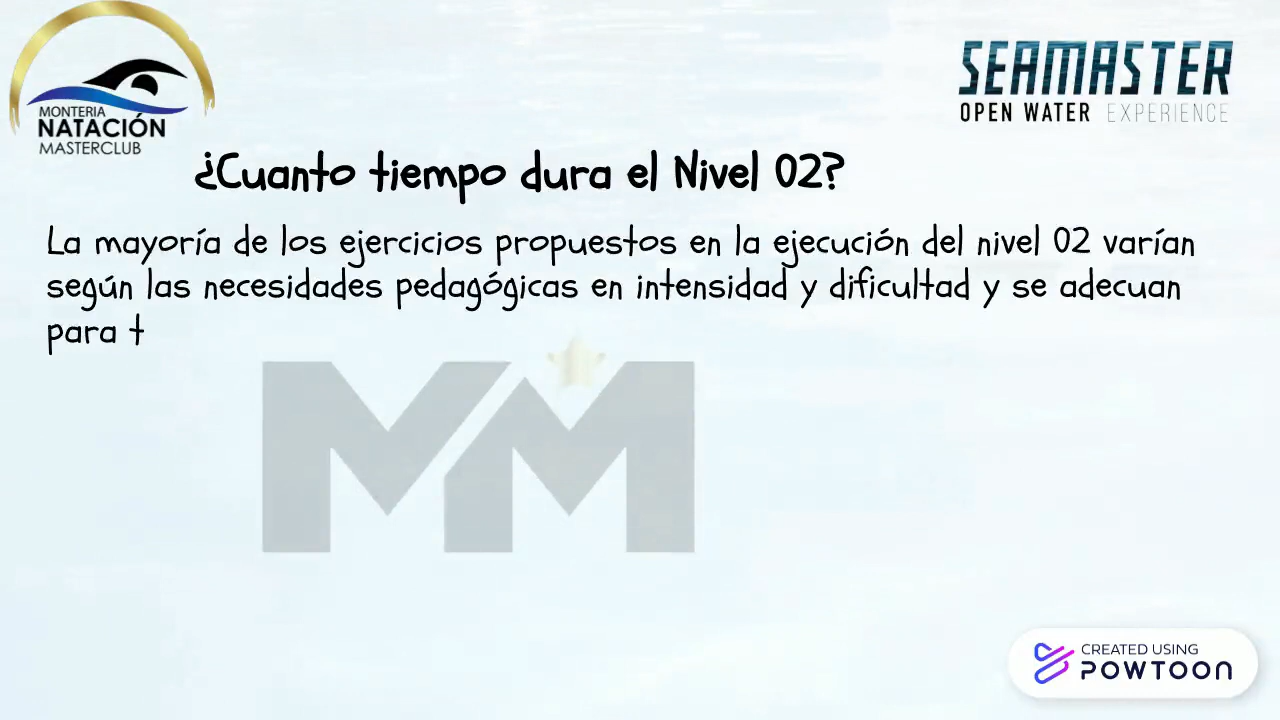 MONTERIA
NATACIÓN
MASTERCLUB
SEAMASTER
OPEN WATER EXPERIENCE
¿Cuanto tiempo dura el Nivel 02?
La mayoría de los ejercicios propuestos en la ejecución del nivel 02 varían
según las necesidades pedagógicas en intensidad y dificultad y se adecuan
para t
MM
CREATED USING
POWTOON